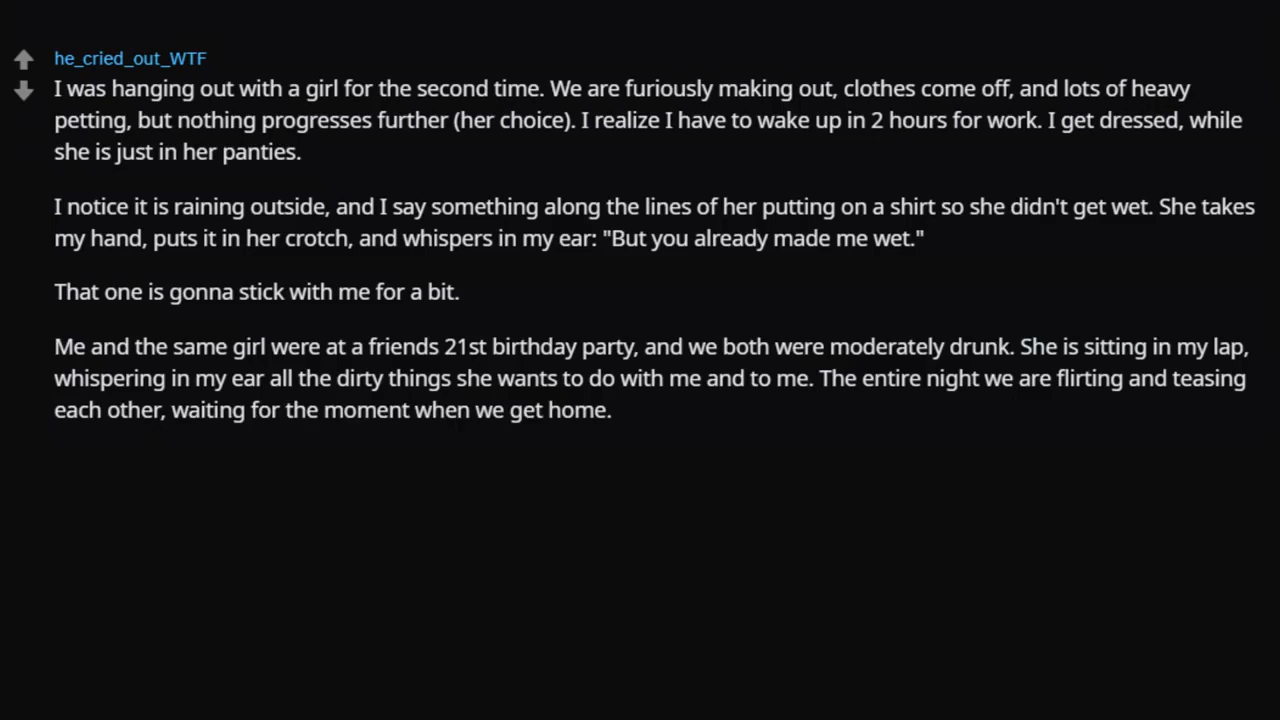 he_cried_out_WTF
I was hanging out with a girl for the second time. We are furiously making out, clothes come off, and lots of heavy
petting, but nothing progresses further (her choice). I realize I have to wake up in 2 hours for work. I get dressed, while
she is just in her panties.
I notice it is raining outside, and I say something along the lines of her putting on a shirt so she didn't get wet. She takes
my hand, puts it in her crotch, and whispers in my ear: "But you already made me wet."
That one is gonna stick with me for a bit.
Me and the same girl were at a friends 21st birthday party, and we both were moderately drunk. She is sitting in my lap,
whispering in my ear all the dirty things she wants to do with me and to me. The entire night we are flirting and teasing
each other, waiting for the moment when we get home.